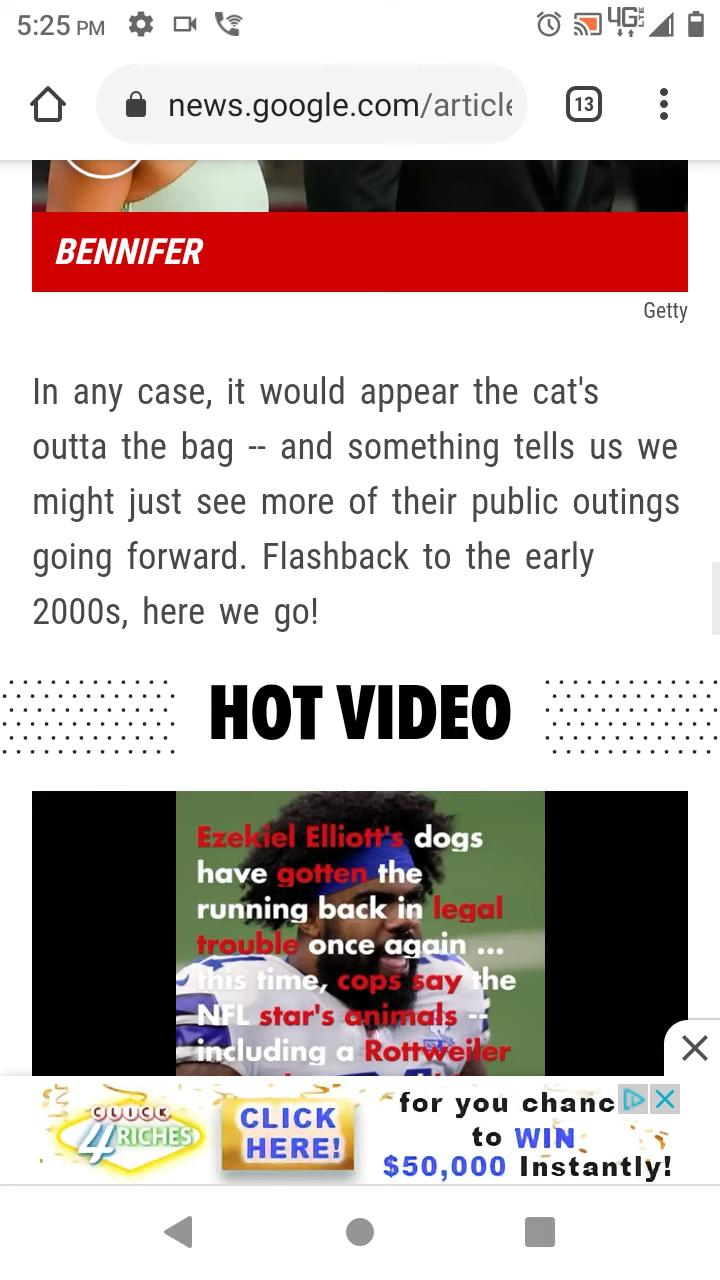 5:25 PM
4G LTE
news.google.com/article
13
BENNIFER
Getty
In any case, it would appear the cat's
outta the bag -- and something tells us we
might just see more of their public outings
going forward. Flashback to the early
2000s, here we go!
HOT VIDEO
Ezekiel Elliott's dogs
have gotten the
running back in legal
trouble once again ...
this time, cops say the
NFL star's animals --
including a Rottweiler
CLICK
4RICHES
CLICK
HERE!
for you chanc
to WIN
$50,000 Instantly!